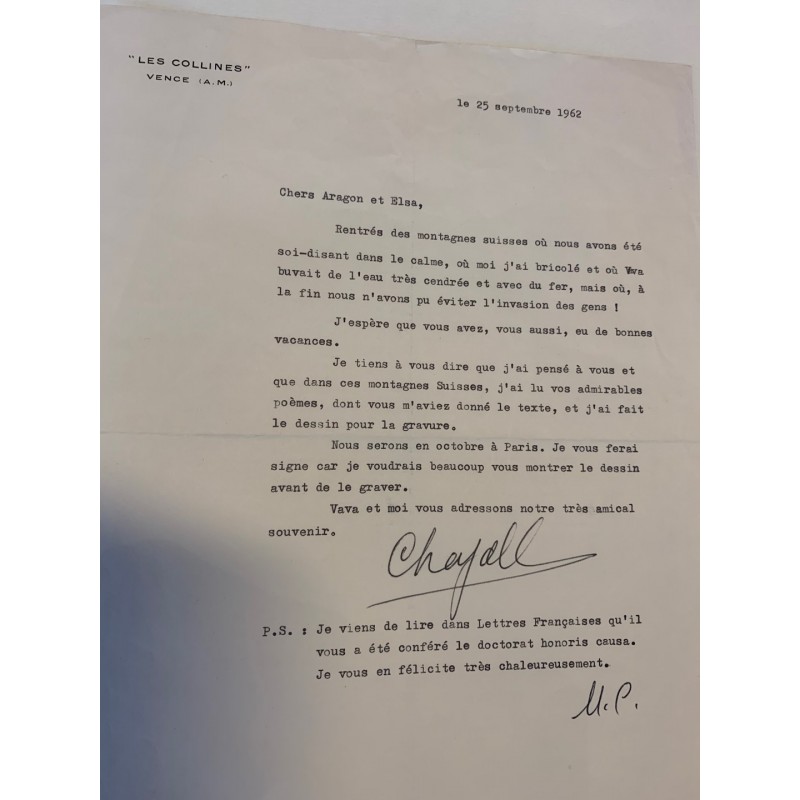 "LES COLLINES"
VENCE (A.M.)
le 25 septembre 1962
Chers Aragon et Elsa,
Rentrés des montagnes suisses où nous avons été
soi-disant dans le calme, où moi j'ai bricolé et où Vava
buvait de l'eau très cendrée et avec du fer, mais où, à
la fin nous n'avons pu éviter l'invasion des gens !
J'espère que vous avez, vous aussi, eu de bonnes
vacances.
Je tiens à vous dire que j'ai pensé à vous et
que dans ces montagnes Suisses, j'ai lu vos admirables
poèmes, dont vous m'aviez donné le texte, et j'ai fait
le dessin pour la gravure.
Nous serons en octobre à Paris. Je vous ferai
signe car je voudrais beaucoup vous montrer le dessin
avant de le graver.
Vava et moi vous adressons notre très amical
souvenir.
Chagall
P.S. : Je viens de lire dans Lettres Françaises qu'il
vous a été conféré le doctorat honoris causa.
Je vous en félicite très chaleureusement.
M.C.